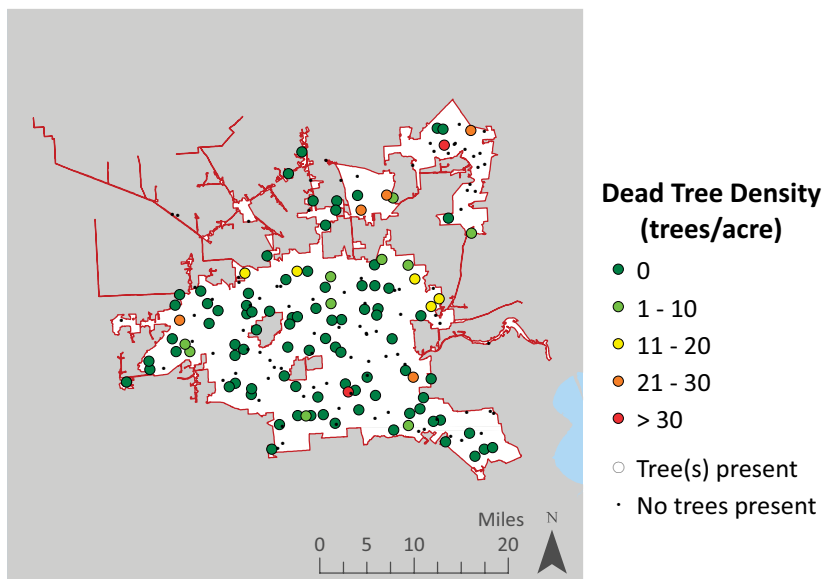 Dead Tree Density
(trees/acre)
0
1 - 10
11 - 20
21 - 30
> 30
Tree(s) present
No trees present
Miles
N
0 5 10 20